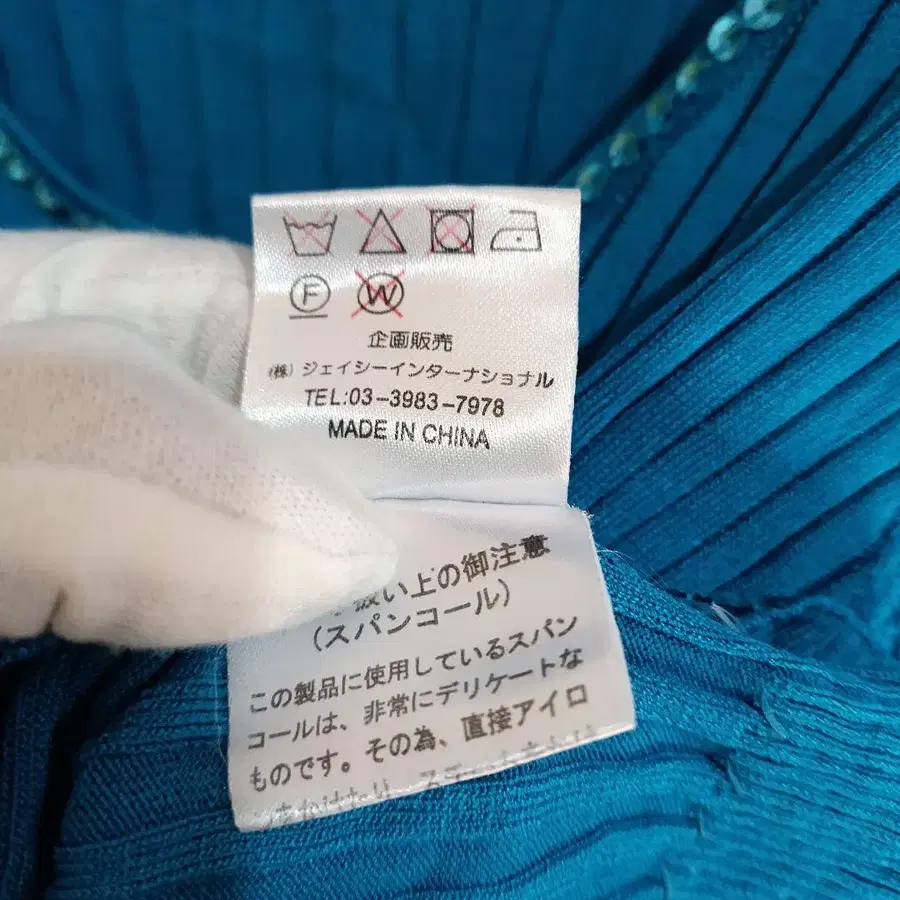 F
W
企画販売
(株) ジェイシーインターナショナル
TEL:03-3983-7978
MADE IN CHINA
扱い上の御注意
(スパンコール)
この製品に使用しているスパン
コールは、非常にデリケートな
ものです。その為、直接アイロ